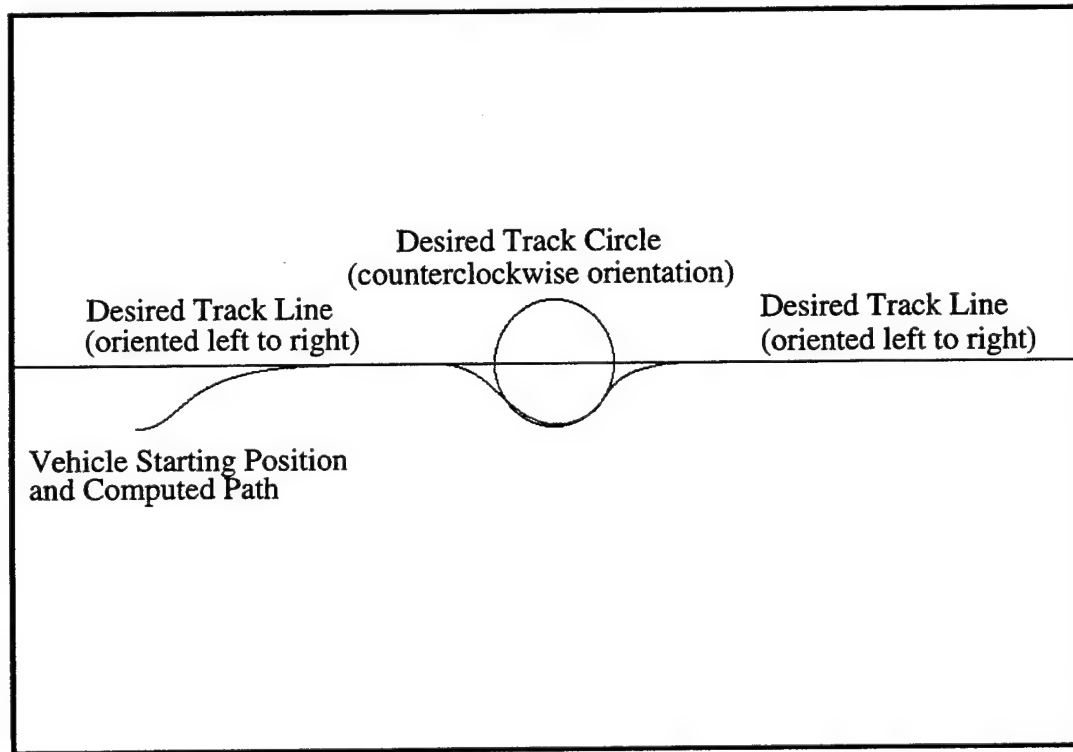 Desired Track Circle
(counterclockwise orientation)
Desired Track Line
(oriented left to right)
Desired Track Line
(oriented left to right)
Vehicle Starting Position
and Computed Path